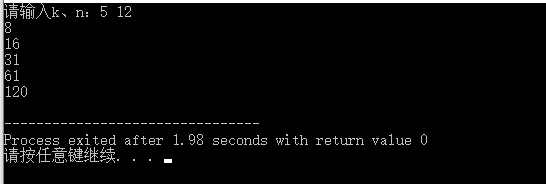 请输入k、n：5 12
8
16
31
61
120
--------------------------------
Process exited after 1.98 seconds with return value 0
请按任意键继续. . .